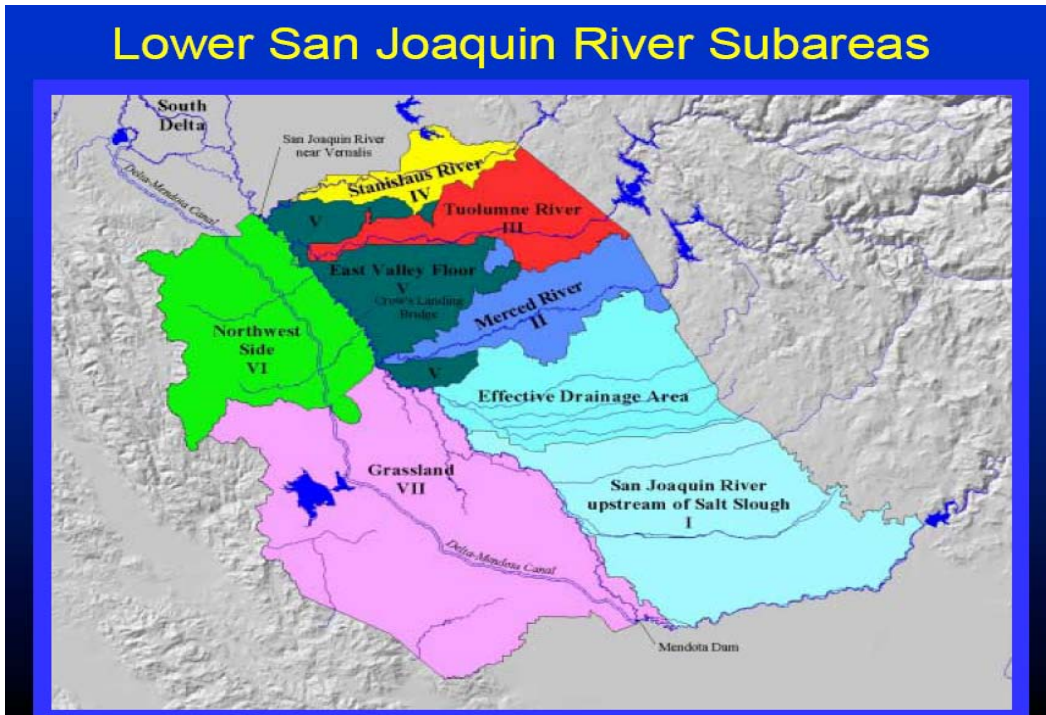 Lower San Joaquin River Subareas
South
Delta
San Joaquin River
near Vernalis
Delta-Mendota Canal
Stanislaus River
IV
Tuolumne River
III
V
East Valley Floor
V
Crow's Landing
Bridge
Merced River
II
Northwest
Side
VI
V
Effective Drainage Area
Grassland
VII
San Joaquin River
upstream of Salt Slough
I
Delta-Mendota Canal
Mendota Dam